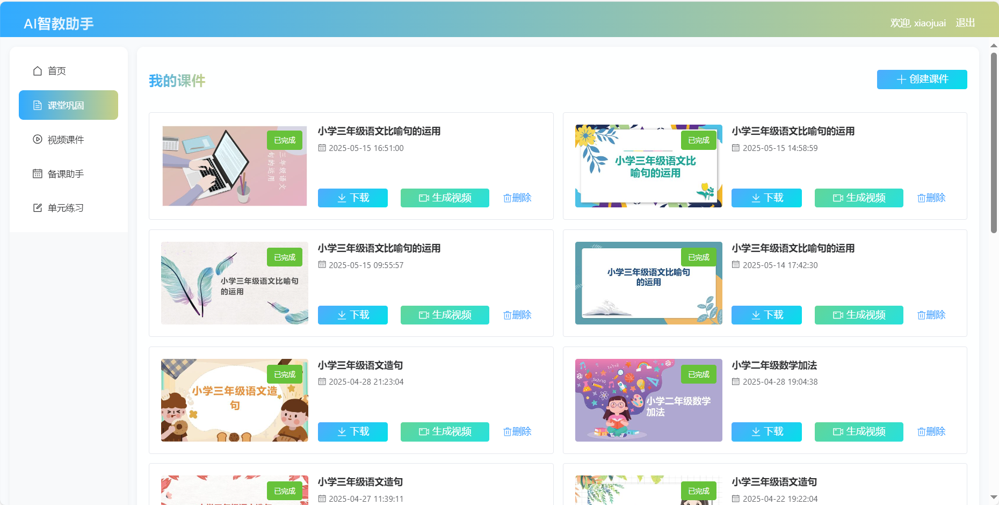 AI智教助手
欢迎, xiaojuai 退出
首页
课堂巩固
视频课件
备课助手
单元练习
我的课件
创建课件
已完成
三年级语文
句的运用
小学三年级语文比喻句的运用
2025-05-15 16:51:00
下载 生成视频 删除
已完成
小学三年级语文比
喻句的运用
小学三年级语文比喻句的运用
2025-05-15 14:58:59
下载 生成视频 删除
已完成
小学三年级语文比喻句
的运用
小学三年级语文比喻句的运用
2025-05-15 09:55:57
下载 生成视频 删除
已完成
小学三年级语文比喻句
的运用
小学三年级语文比喻句的运用
2025-05-14 17:42:30
下载 生成视频 删除
已完成
小学三年级语文造
句
小学三年级语文造句
2025-04-28 21:23:04
下载 生成视频 删除
已完成
小学二年级数学
加法
小学二年级数学加法
2025-04-28 19:04:38
下载 生成视频 删除
已完成
小学三年级语文造句
2025-04-27 11:39:11
已完成
小学三年级语文造句
2025-04-22 19:22:04